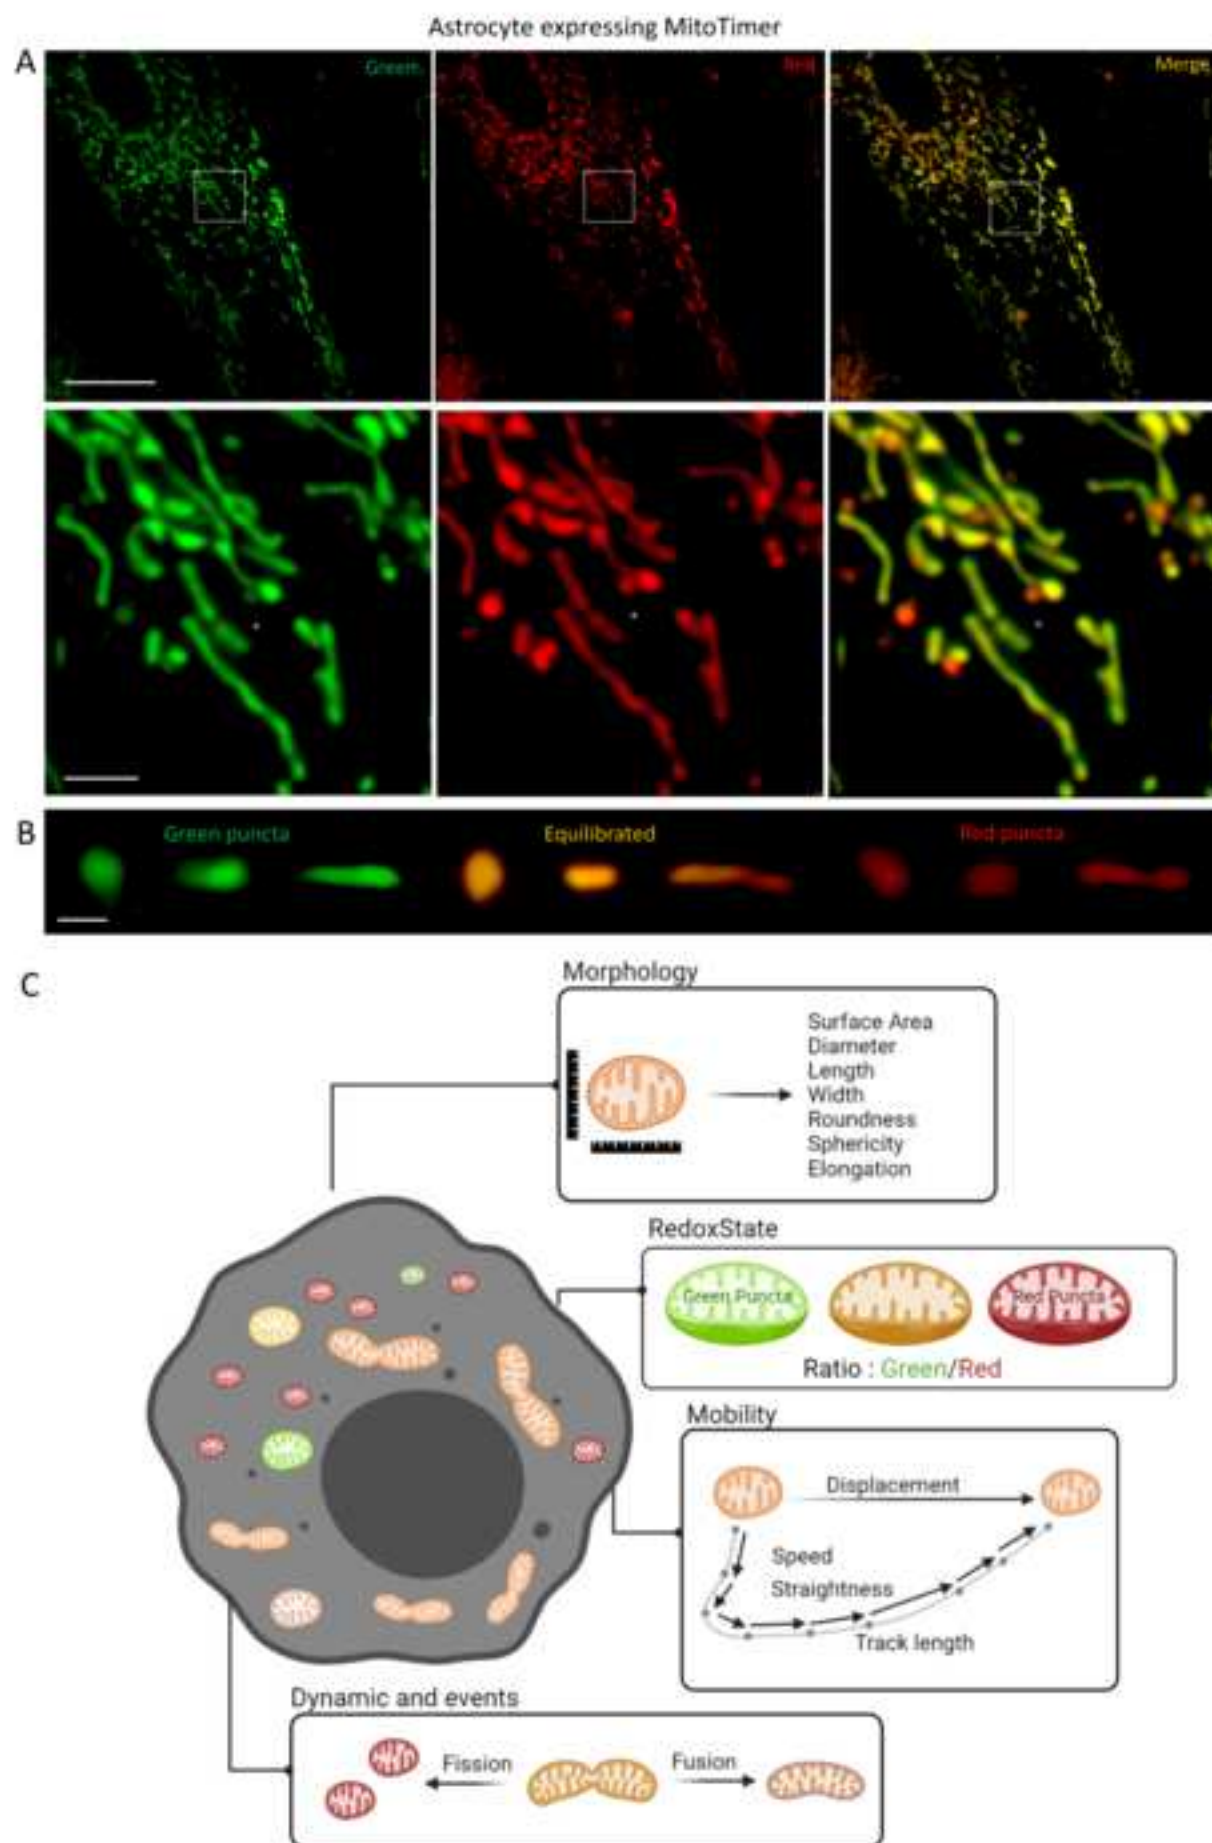 Astrocyte expressing MitoTimer
A
Green
Red
Merge
B
Green puncta
Equilibrated
Red puncta
C
Morphology
Surface Area
Diameter
Length
Width
Roundness
Sphericity
Elongation
RedoxState
Green Puncta
Red Puncta
Ratio : Green/Red
Mobility
Displacement
Speed
Straightness
Track length
Dynamic and events
Fission
Fusion